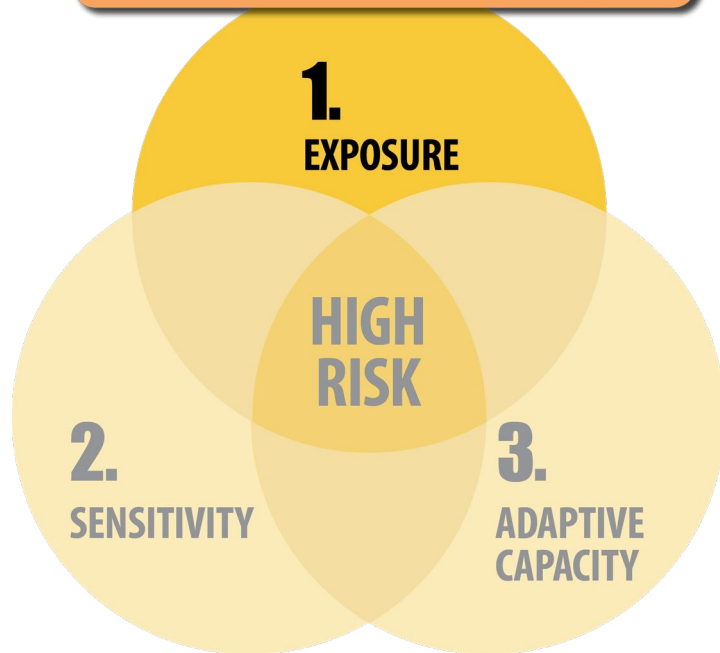 1.
EXPOSURE
HIGH
RISK
2.
SENSITIVITY
3.
ADAPTIVE
CAPACITY